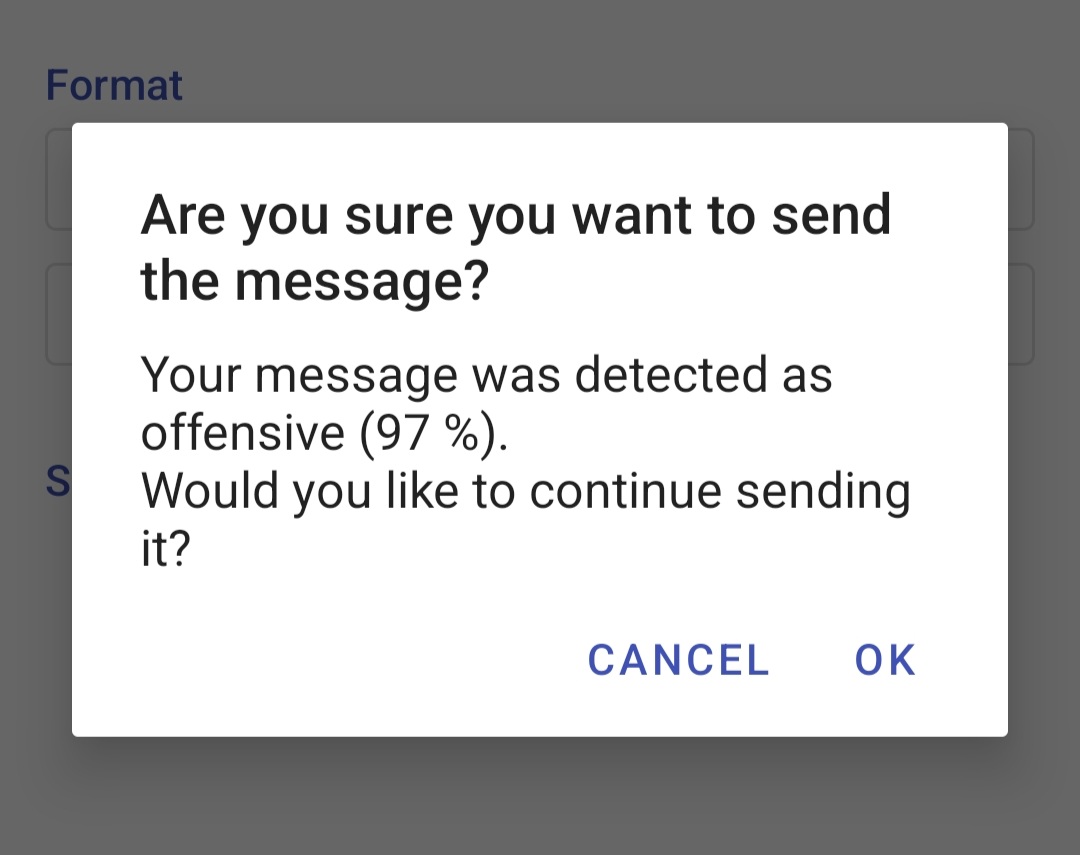 Format
Are you sure you want to send
the message?
Your message was detected as
offensive (97 %).
Would you like to continue sending
it?
S
CANCEL OK